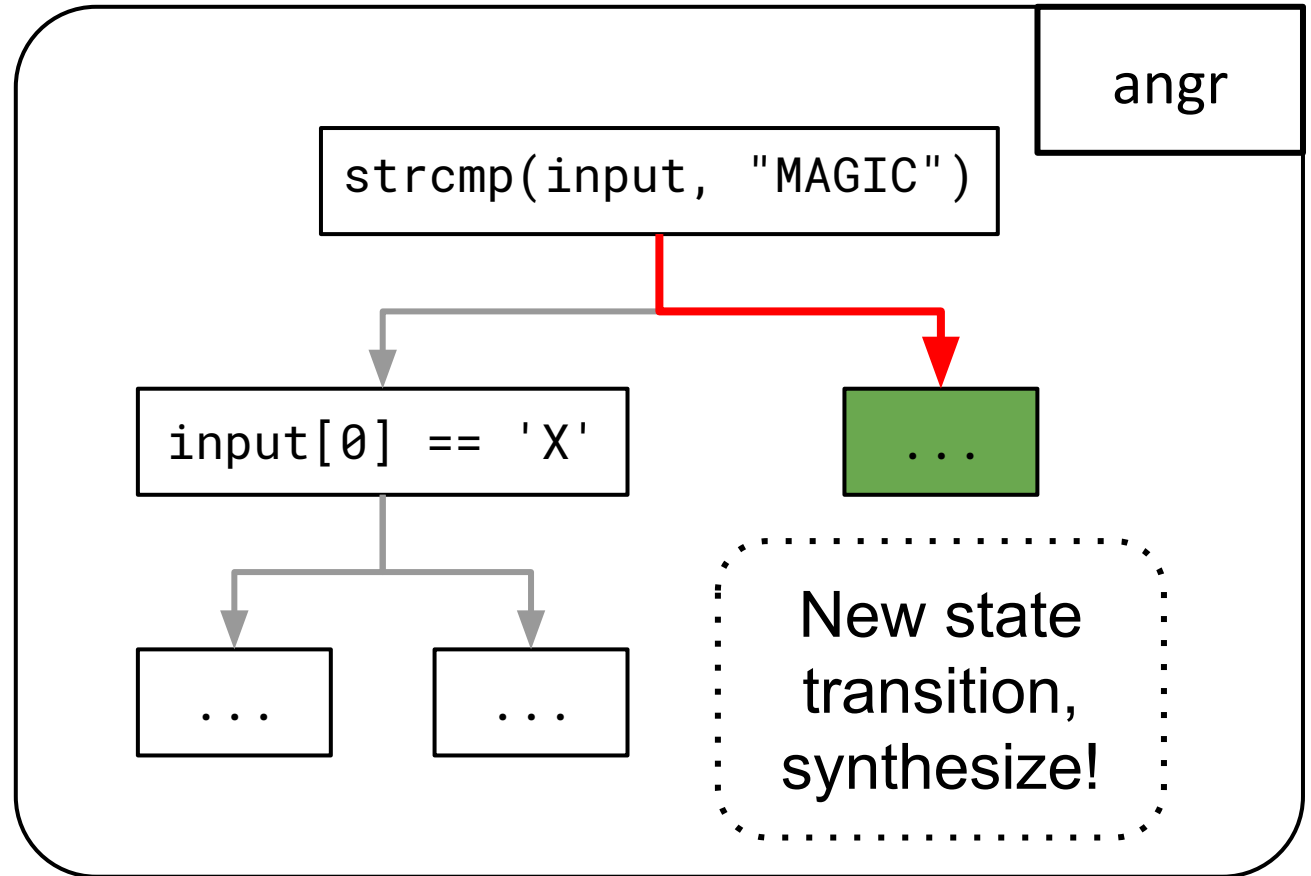 angr
strcmp(input, "MAGIC")
input[0] == 'X'
...
... ...
New state
transition,
synthesize!